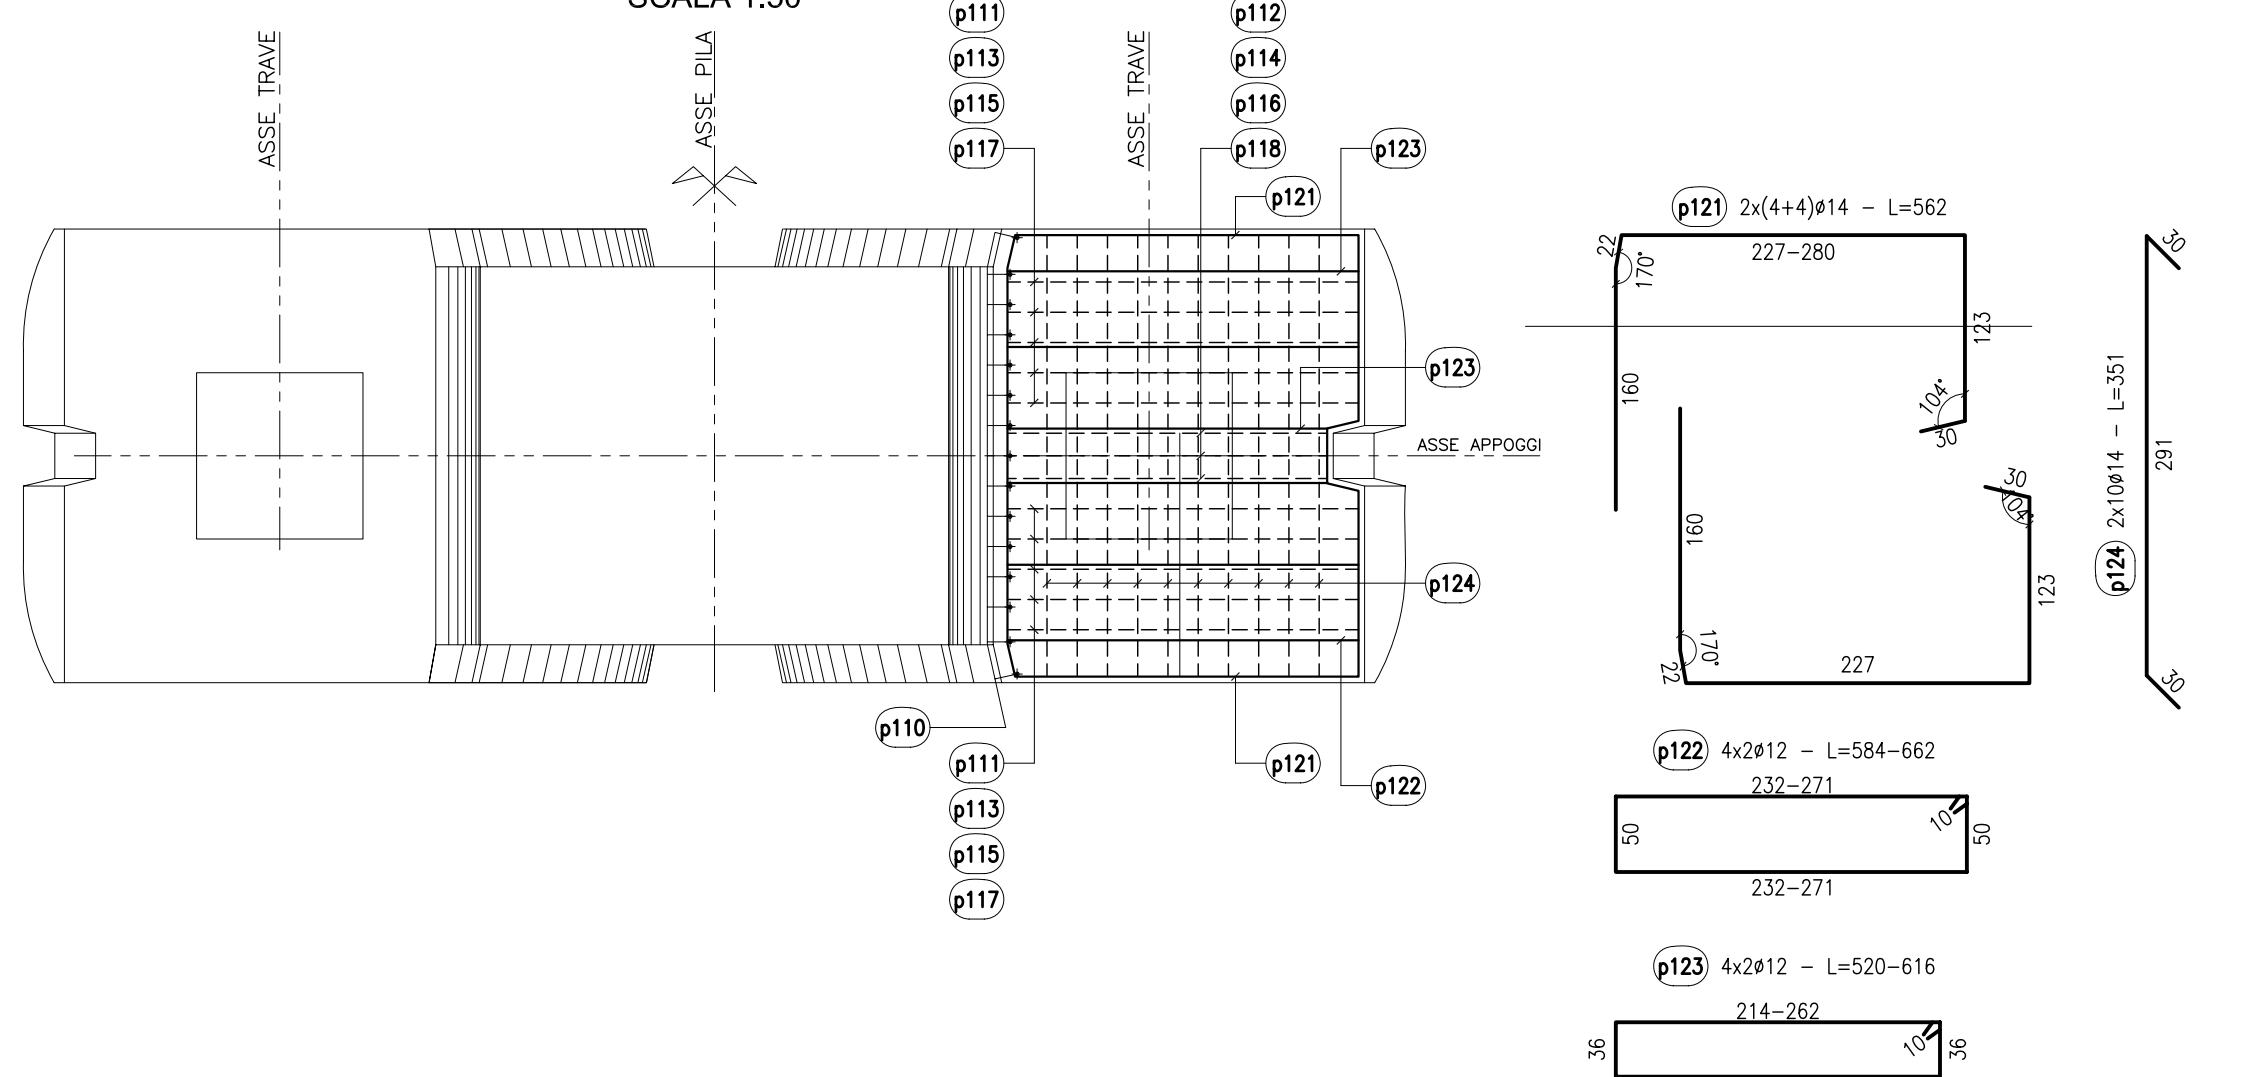 SCALA 1:50
ASSE TRAVE
ASSE PILA
ASSE TRAVE
p111
p113
p115
p117
p112
p114
p116
p118
p123
p121
p123
ASSE APPOGGI
p124
p110
p111
p113
p115
p117
p121
p122
p121 2x(4+4)ø14 - L=562
22
170°
227-280
123
160
104°
30
160
30
104°
123
170°
22
227
p124 2x10ø14 - L=351
30
291
30
p122 4x2ø12 - L=584-662
232-271
50
10
50
232-271
p123 4x2ø12 - L=520-616
214-262
36
10
36